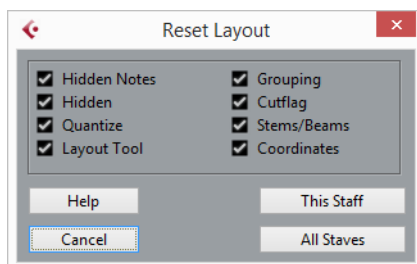 Reset Layout
Hidden Notes
Grouping
Hidden
Cutflag
Quantize
Stems/Beams
Layout Tool
Coordinates
Help
This Staff
Cancel
All Staves